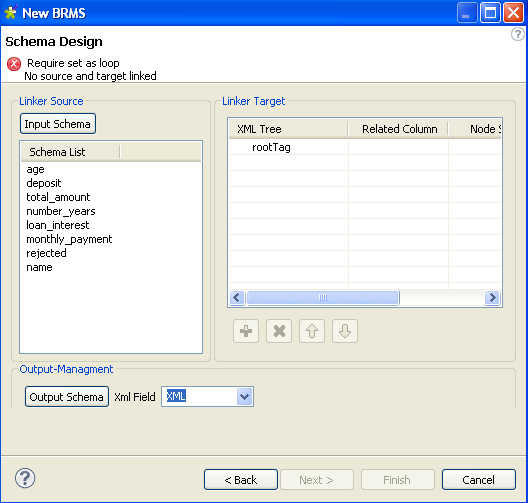 New BRMS
Schema Design
Require set as loop
No source and target linked
Linker Source
Input Schema
Schema List
age
deposit
total_amount
number_years
loan_interest
monthly_payment
rejected
name
Linker Target
XML Tree Related Column Node S
rootTag
Output-Managment
Output Schema Xml Field XML
< Back Next > Finish Cancel